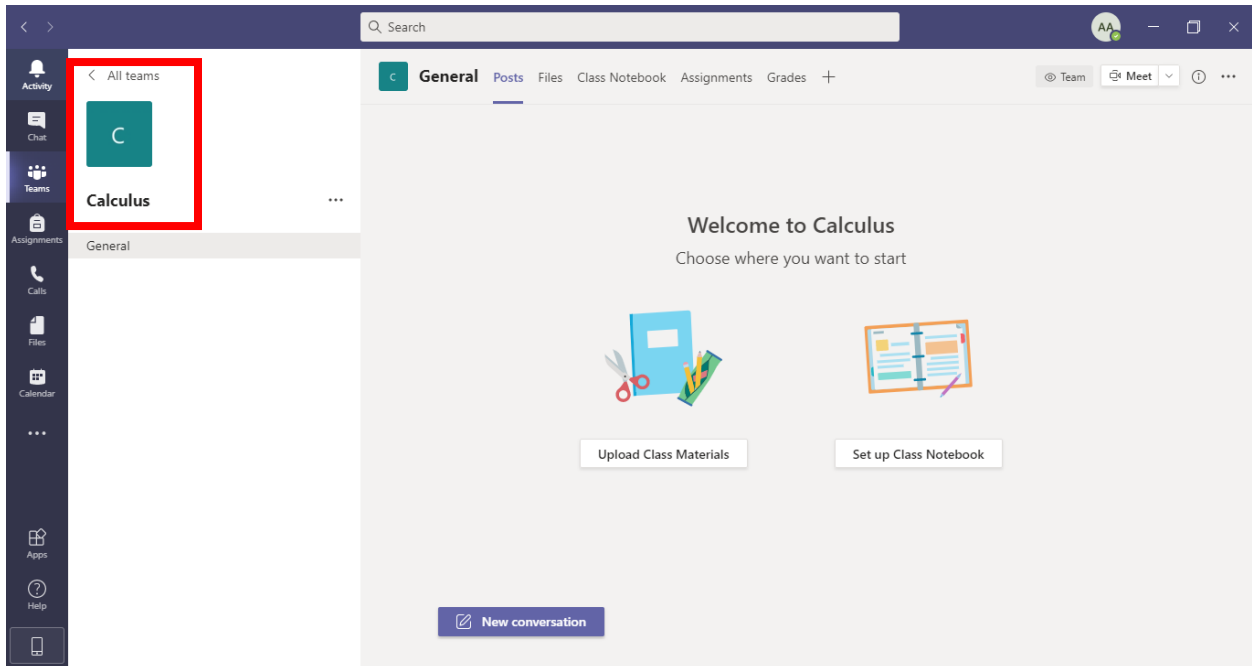 Search
AA
Activity
Chat
Teams
Assignments
Calls
Files
Calendar
Apps
Help
All teams
C
Calculus
General
C General Posts Files Class Notebook Assignments Grades
Team Meet
Welcome to Calculus
Choose where you want to start
Upload Class Materials Set up Class Notebook
New conversation